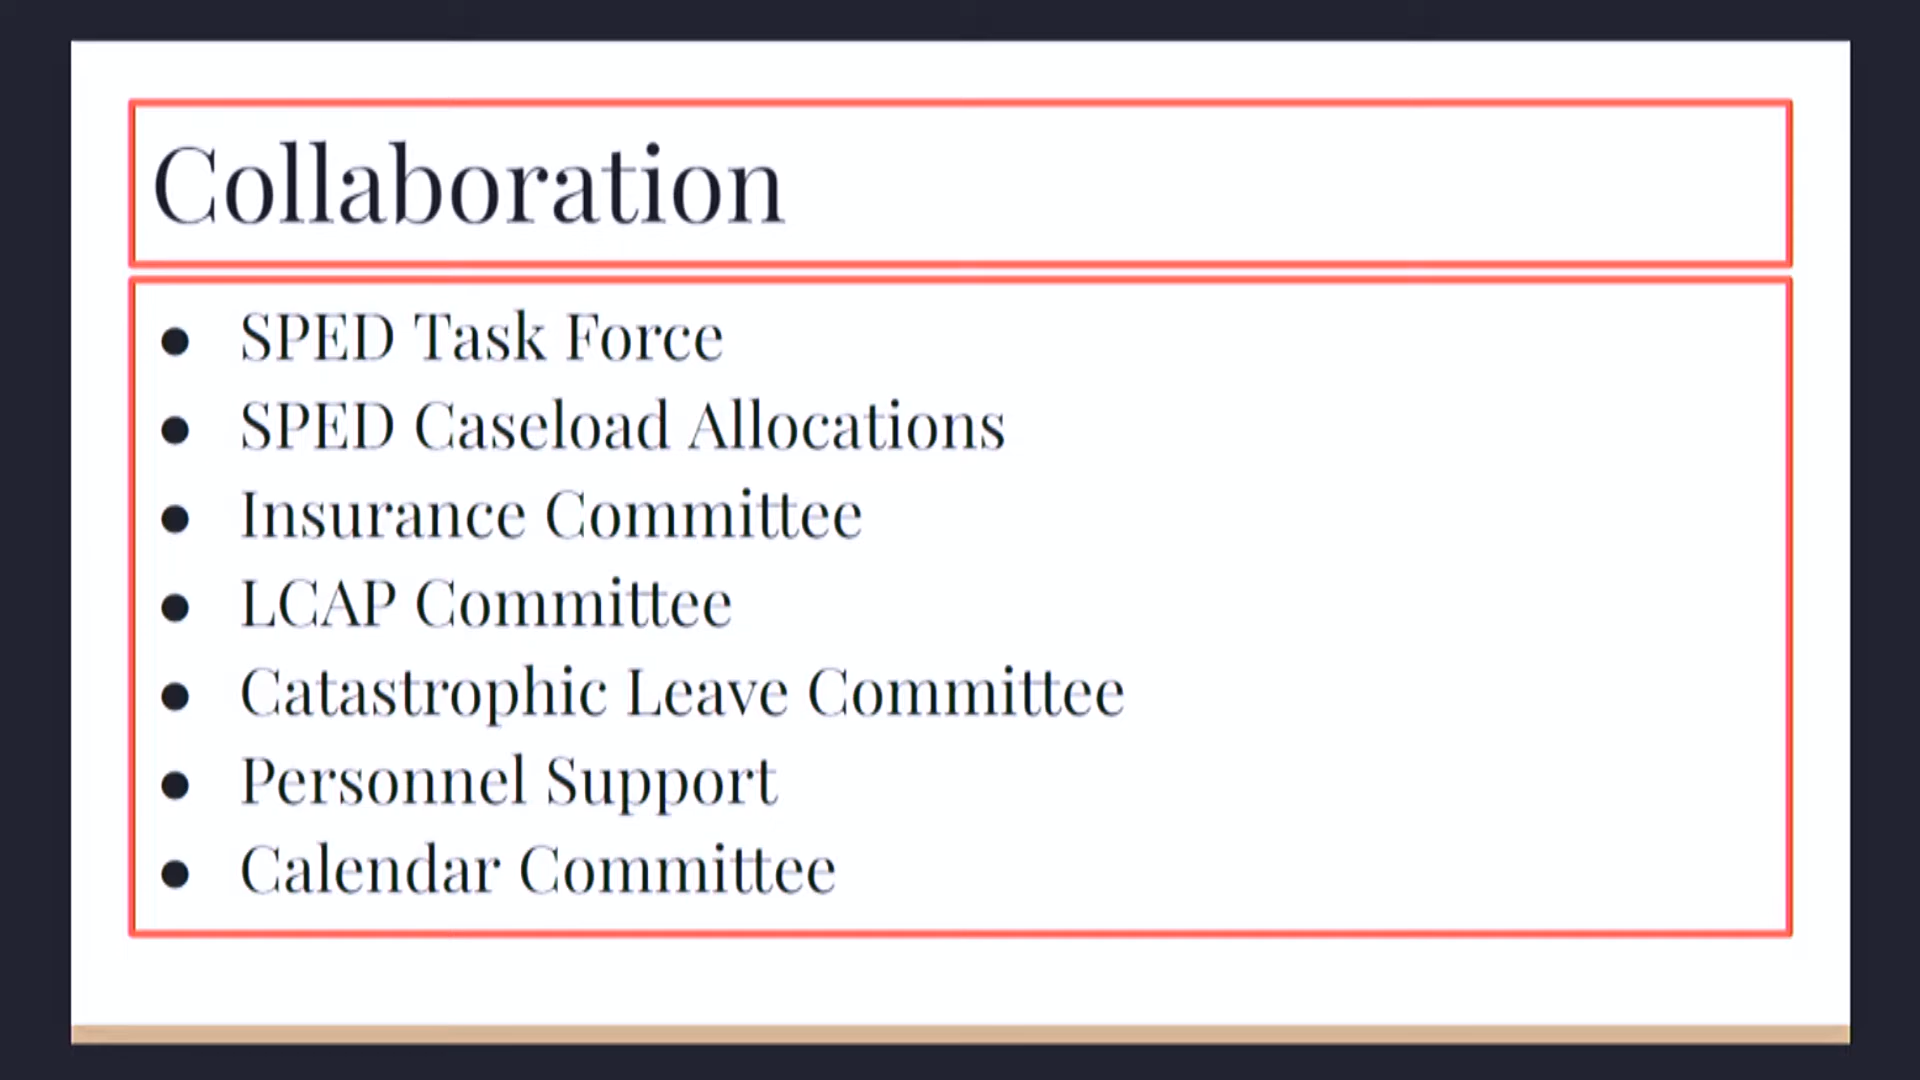 Collaboration
● SPED Task Force
● SPED Caseload Allocations
● Insurance Committee
● LCAP Committee
● Catastrophic Leave Committee
● Personnel Support
● Calendar Committee